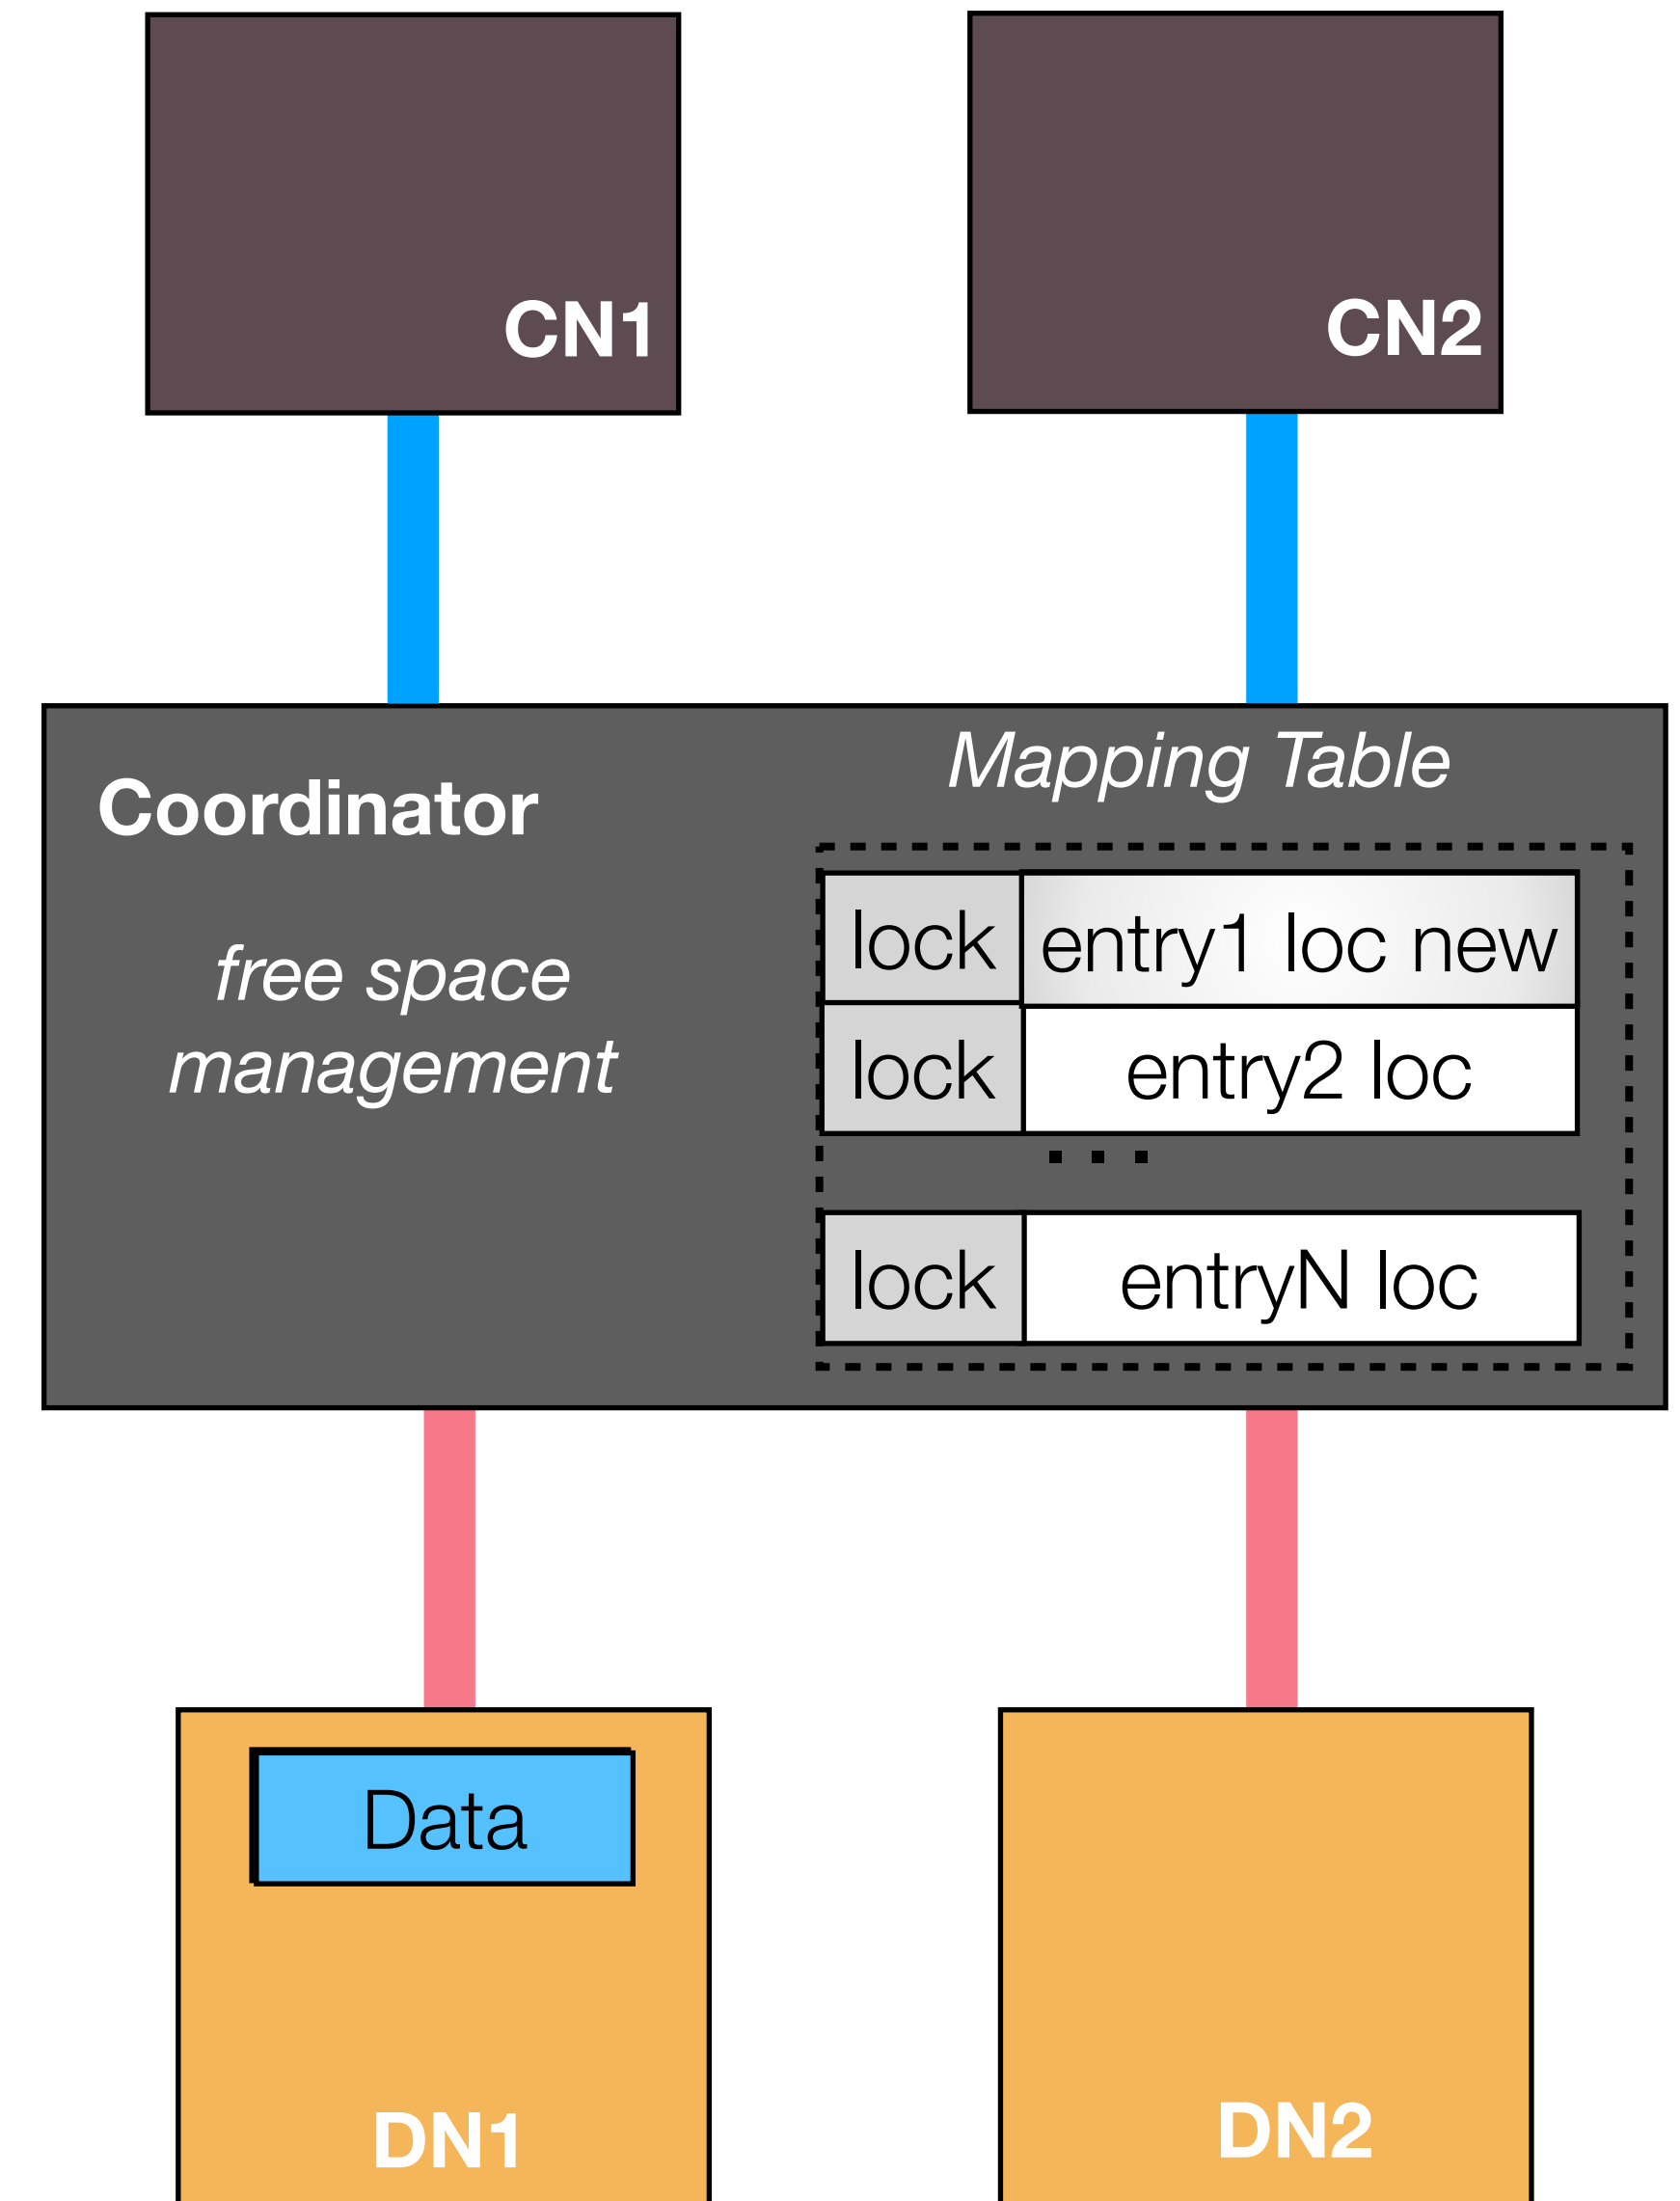 CN1
CN2
Coordinator
free space
management
Mapping Table
lock entry1 loc new
lock entry2 loc
...
lock entryN loc
Data
DN1
DN2